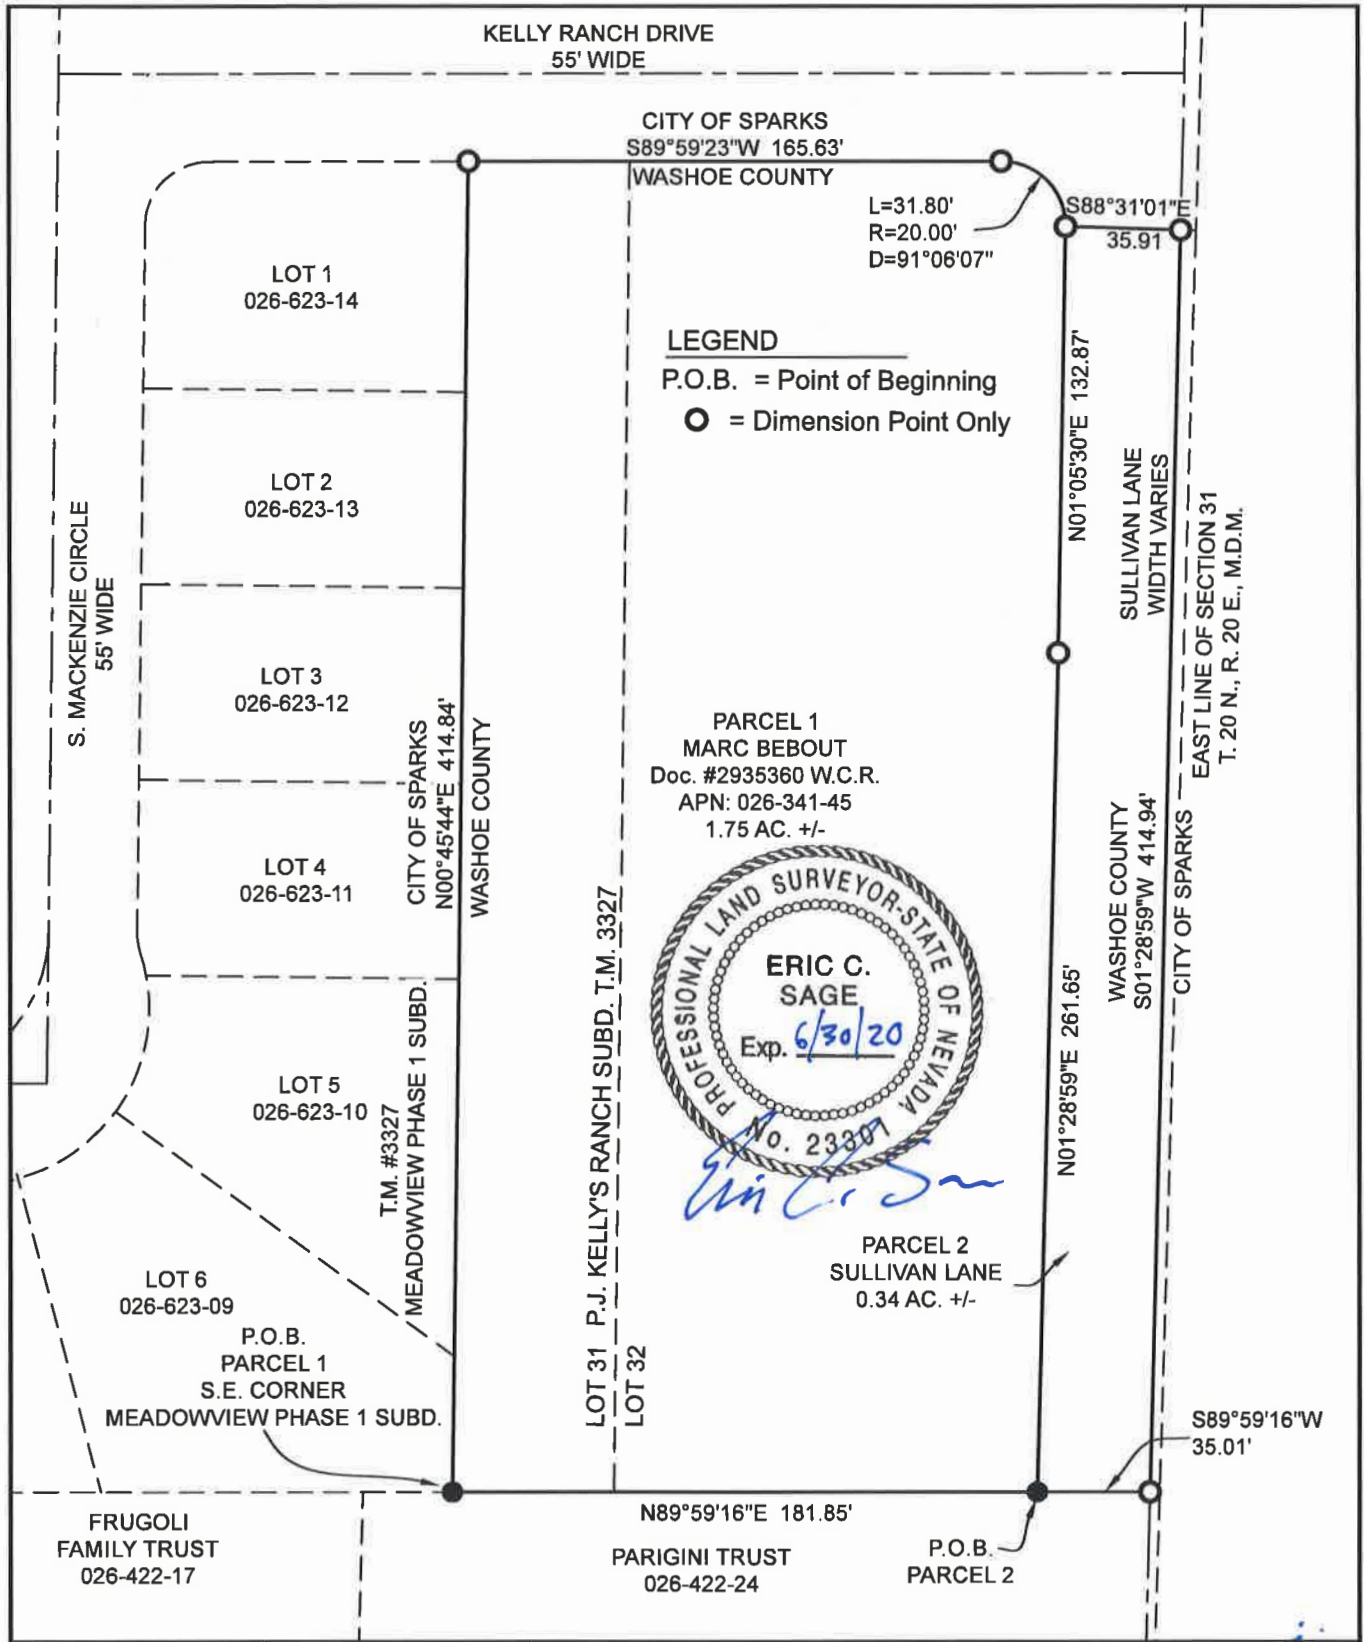 KELLY RANCH DRIVE
55' WIDE
CITY OF SPARKS
S89°59'23"W 165.63'
WASHOE COUNTY
L=31.80'
R=20.00'
D=91°06'07"
S88°31'01"E
35.91
LOT 1
026-623-14
LEGEND
P.O.B. = Point of Beginning
= Dimension Point Only
N01°05'30"E 132.87'
LOT 2
026-623-13
SULLIVAN LANE
WIDTH VARIES
EAST LINE OF SECTION 31
T. 20 N., R. 20 E., M.D.M.
S. MACKENZIE CIRCLE
55' WIDE
LOT 3
026-623-12
CITY OF SPARKS
N00°45'44"E 414.84'
WASHOE COUNTY
PARCEL 1
MARC BEBOUT
Doc. #2935360 W.C.R.
APN: 026-341-45
1.75 AC. +/-
LOT 4
026-623-11
WASHOE COUNTY
S01°28'59"W 414.94'
CITY OF SPARKS
PROFESSIONAL LAND SURVEYOR-STATE OF NEVADA
ERIC C.
SAGE
Exp. 6/30/20
No. 23307
N01°28'59"E 261.65'
LOT 5
026-623-10
T.M. #3327
MEADOWVIEW PHASE 1 SUBD.
LOT 31 P.J. KELLY'S RANCH SUBD. T.M. 3327
LOT 32
PARCEL 2
SULLIVAN LANE
0.34 AC. +/-
LOT 6
026-623-09
P.O.B.
PARCEL 1
S.E. CORNER
MEADOWVIEW PHASE 1 SUBD.
S89°59'16"W
35.01'
N89°59'16"E 181.85'
FRUGOLI
FAMILY TRUST
026-422-17
PARIGINI TRUST
026-422-24
P.O.B.
PARCEL 2